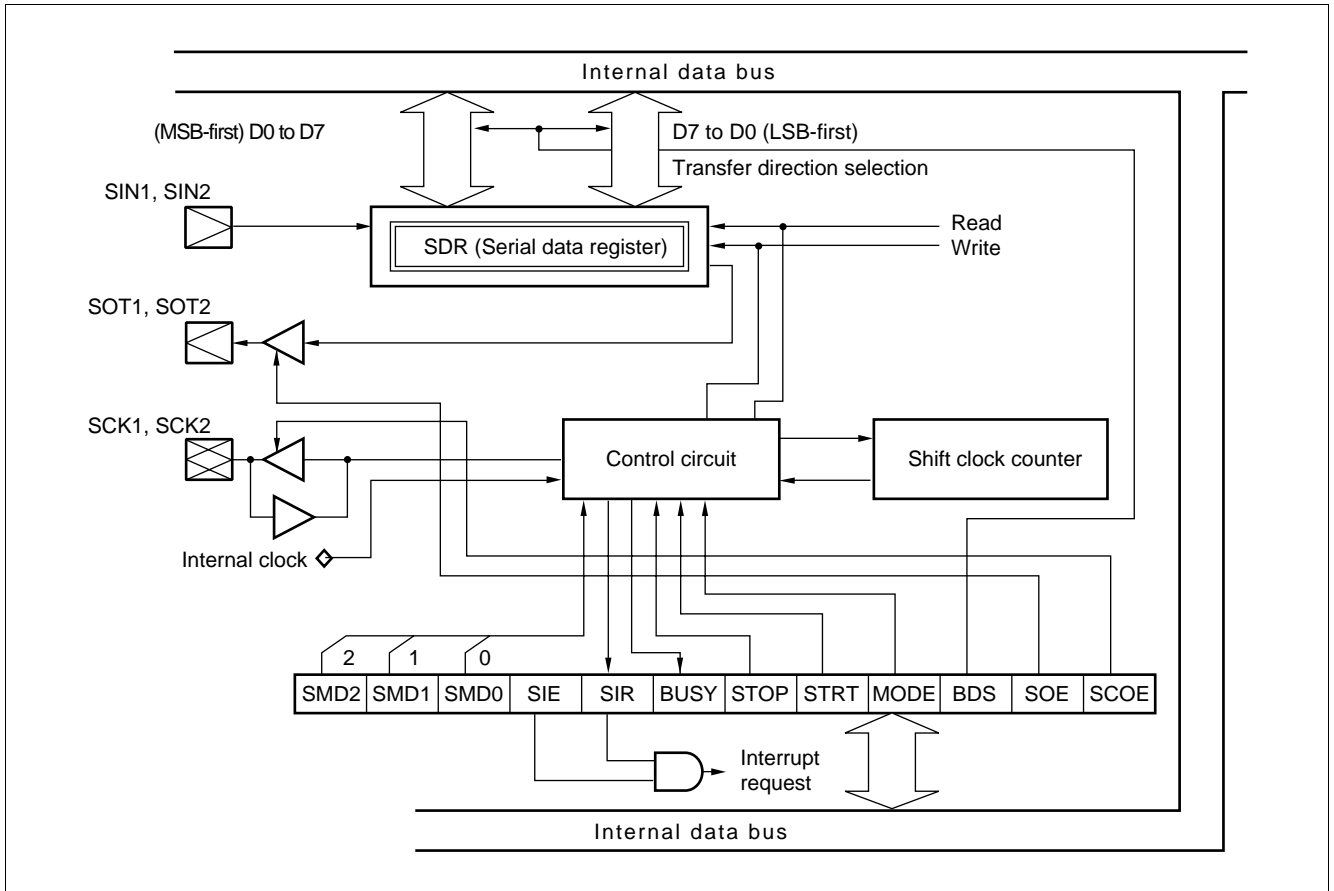 Internal data bus
(MSB-first) D0 to D7
D7 to D0 (LSB-first)
Transfer direction selection
SIN1, SIN2
Read
SDR (Serial data register)
Write
SOT1, SOT2
SCK1, SCK2
Control circuit
Shift clock counter
Internal clock
2 1 0
SMD2 SMD1 SMD0 SIE SIR BUSY STOP STRT MODE BDS SOE SCOE
Interrupt
request
Internal data bus